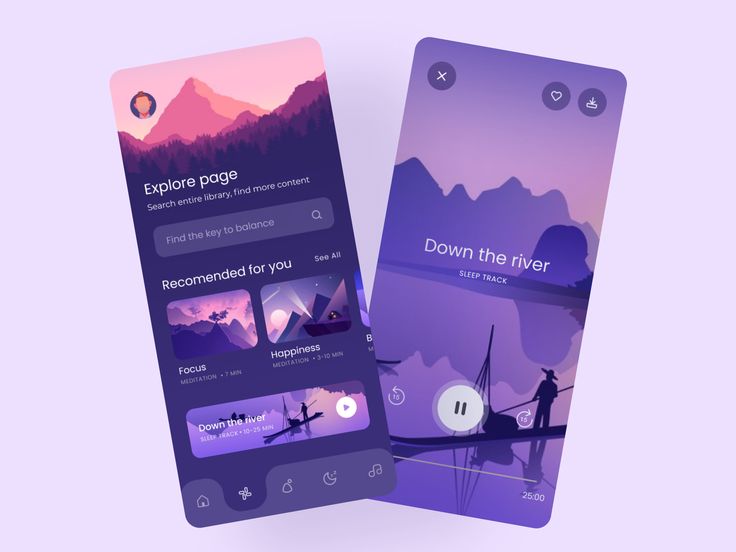 Explore page
Search entire library, find more content
Find the key to balance
Recomended for you
See All
Focus
MEDITATION • 7 MIN
Happiness
MEDITATION • 3-10 MIN
B
Down the river
SLEEP TRACK • 10-25 MIN
Down the river
SLEEP TRACK
15
15
25:00